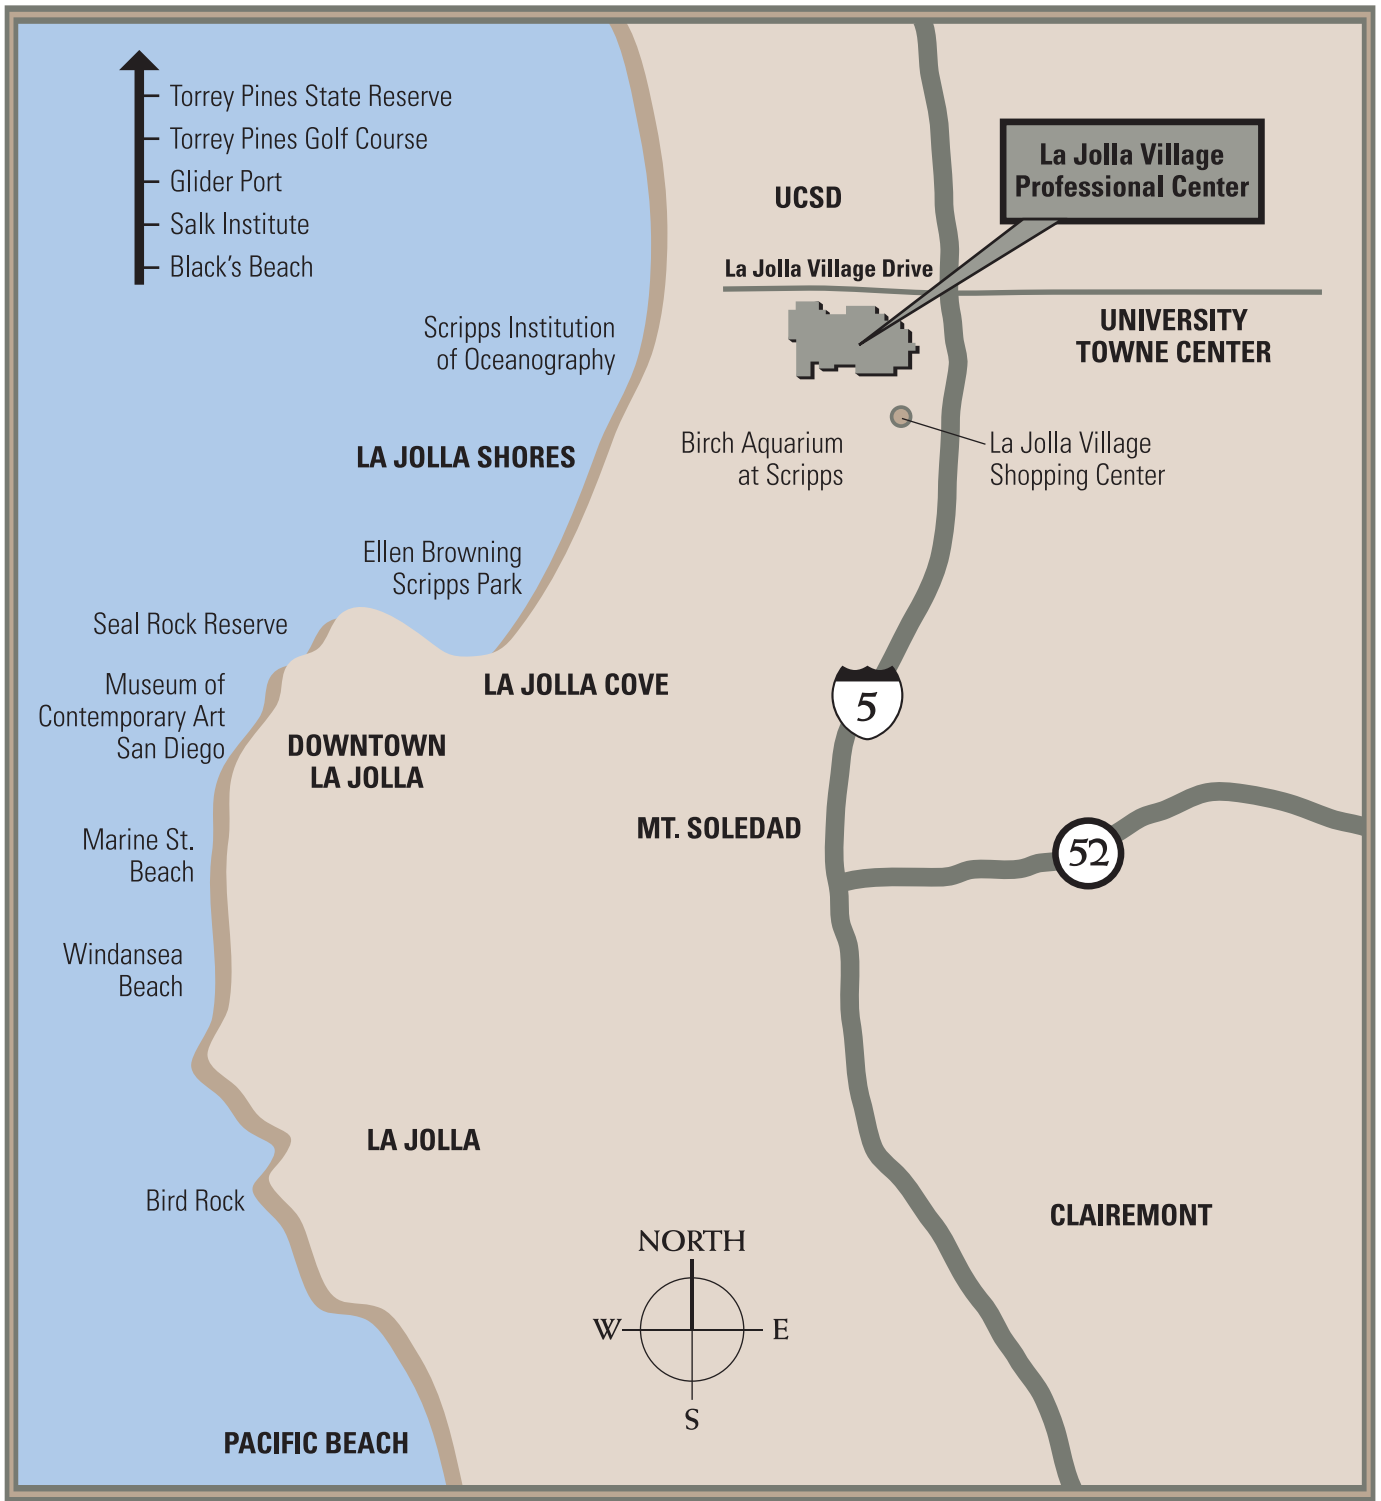 Torrey Pines State Reserve
Torrey Pines Golf Course
Glider Port
Salk Institute
Black's Beach
La Jolla Village
Professional Center
UCSD
La Jolla Village Drive
UNIVERSITY
TOWNE CENTER
Scripps Institution
of Oceanography
LA JOLLA SHORES
Birch Aquarium
at Scripps
La Jolla Village
Shopping Center
Ellen Browning
Scripps Park
Seal Rock Reserve
Museum of
Contemporary Art
San Diego
LA JOLLA COVE
5
DOWNTOWN
LA JOLLA
MT. SOLEDAD
52
Marine St.
Beach
Windansea
Beach
LA JOLLA
Bird Rock
CLAIREMONT
NORTH
W
E
S
PACIFIC BEACH